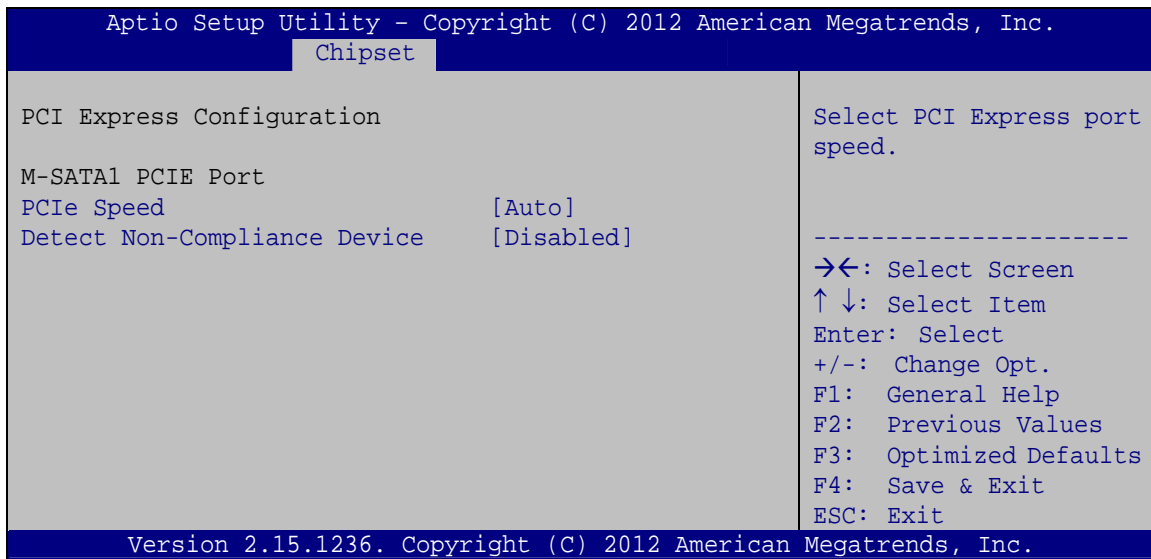 Aptio Setup Utility – Copyright (C) 2012 American Megatrends, Inc.
Chipset
PCI Express Configuration
M-SATA1 PCIE Port
PCIe Speed [Auto]
Detect Non-Compliance Device [Disabled]
Select PCI Express port
speed.
----------------------
→←: Select Screen
↑ ↓: Select Item
Enter: Select
+/-: Change Opt.
F1: General Help
F2: Previous Values
F3: Optimized Defaults
F4: Save & Exit
ESC: Exit
Version 2.15.1236. Copyright (C) 2012 American Megatrends, Inc.